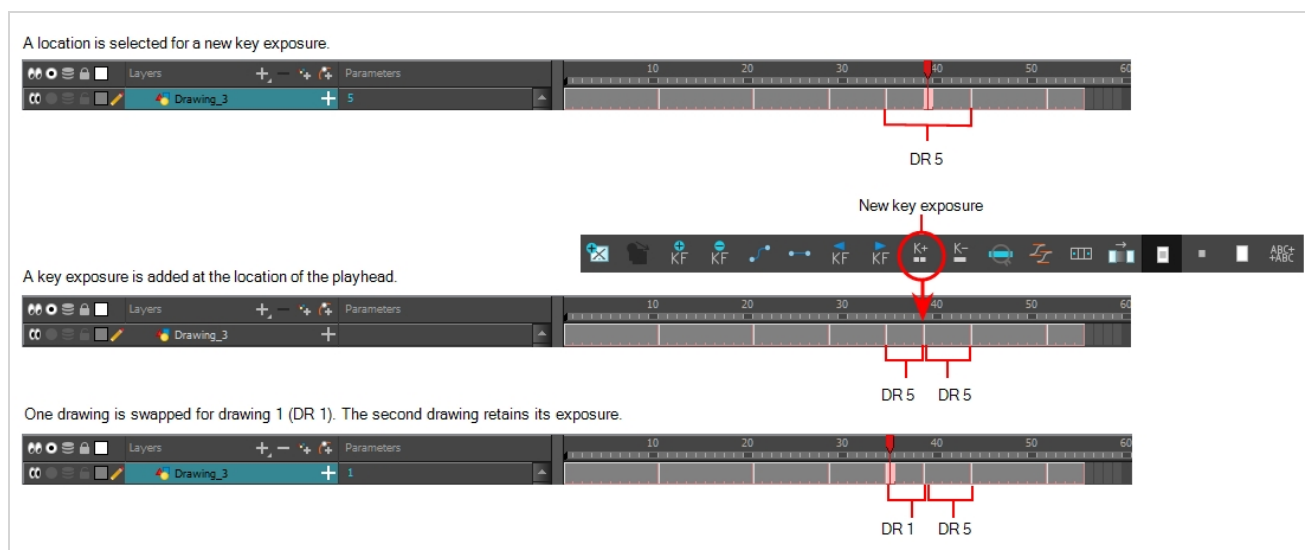 A location is selected for a new key exposure.
Layers Parameters 10 20 30 40 50 60
Drawing_3 5
DR 5
New key exposure
KF KF KF KF K+ K- ABC+ +ABC
A key exposure is added at the location of the playhead.
Layers Parameters 10 20 30 40 50 60
Drawing_3
DR 5 DR 5
One drawing is swapped for drawing 1 (DR 1). The second drawing retains its exposure.
Layers Parameters 10 20 30 40 50 60
Drawing_3 1
DR 1 DR 5